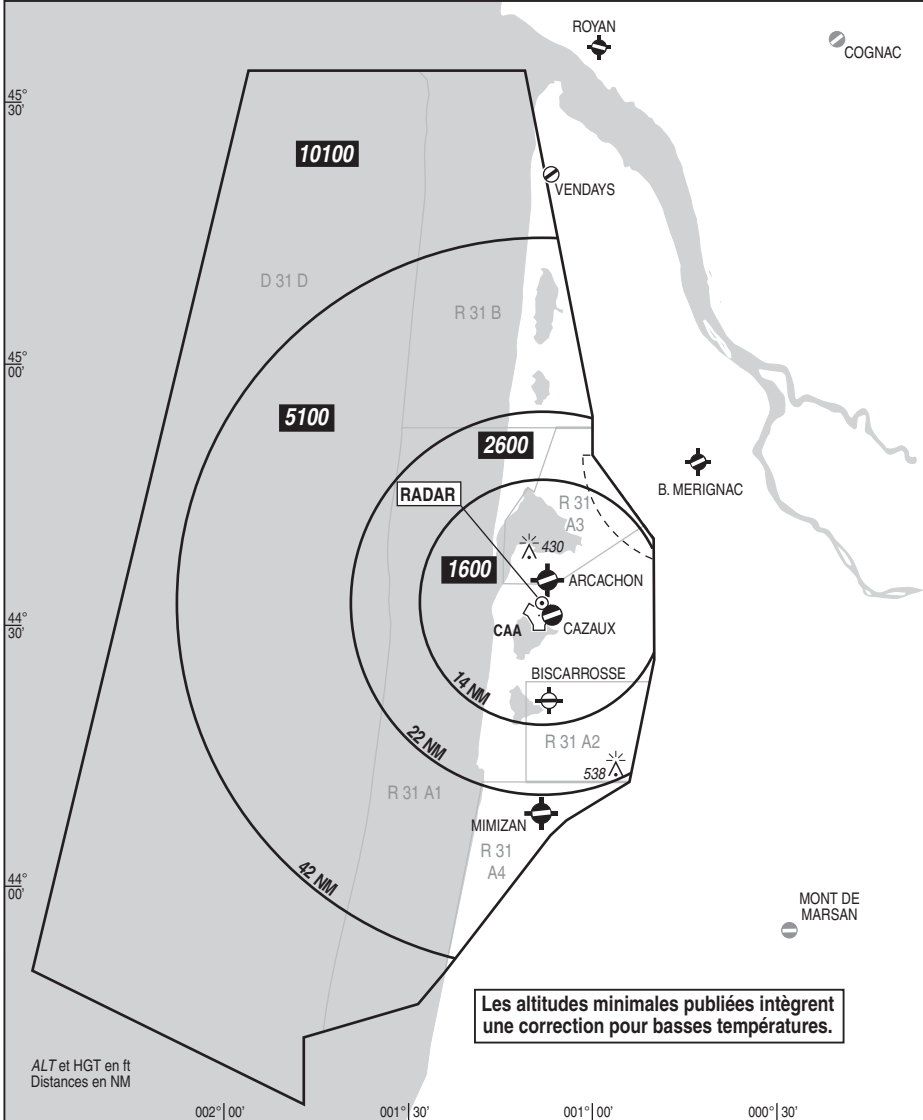 ROYAN
COGNAC
45°
30'
10100
VENDAYS
D 31 D
R 31 B
45°
00'
5100
2600
B. MERIGNAC
RADAR
R 31
A3
430
1600
ARCACHON
44°
30'
CAA
CAZAUX
BISCARROSSE
14 NM
22 NM
R 31 A2
538
R 31 A1
MIMIZAN
R 31
A4
42 NM
44°
00'
MONT DE
MARSAN
Les altitudes minimales publiées intègrent
une correction pour basses températures.
ALT et HGT en ft
Distances en NM
002° 00'
001° 30'
001° 00'
000° 30'